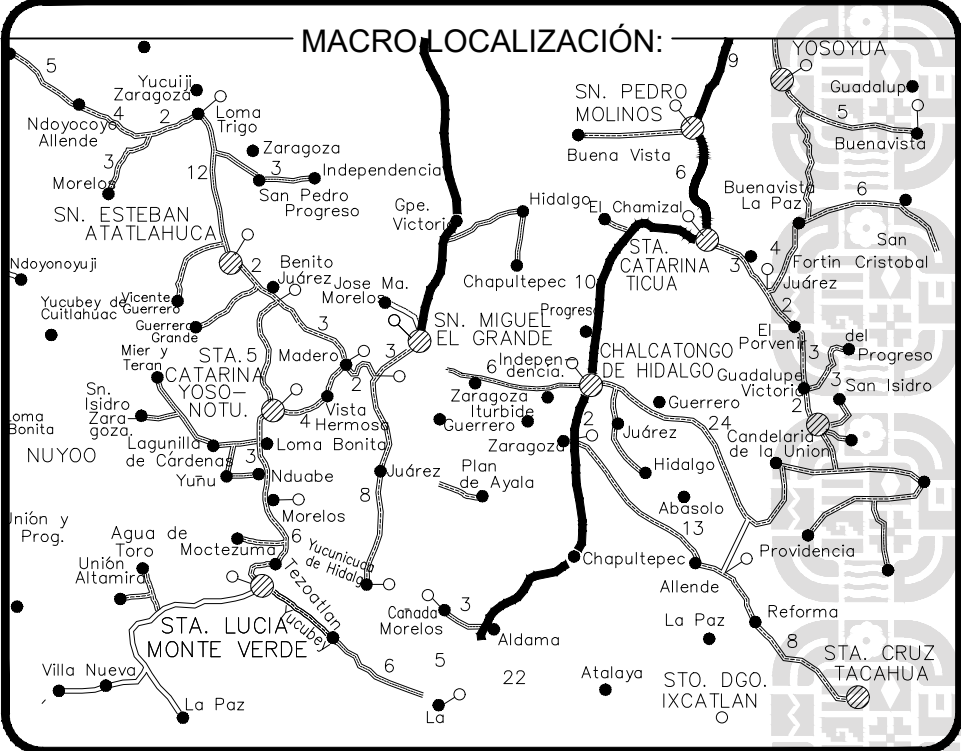 MACRO LOCALIZACIÓN:
5
9
YOSOYUA
Yucuiji
Zaragoza
SN. PEDRO
MOLINOS
Guadalup
4
2
Loma
Trigo
5
Ndoyocoyo
Allende
Buenavista
3
12
Zaragoza
Buena Vista
6
Morelos
3
Independencia
San Pedro
Progreso
Buenavista
La Paz
6
SN. ESTEBAN
ATATLAHUCA
Gpe.
Victoria
Hidalgo
El Chamizal
STA.
CATARINA
TICUA
3
4
San
Fortin Cristobal
Ndoyonoyuji
2
Benito
Juárez
Chapultepec
10
Juárez
Jose Ma.
Morelos
Yucubey de
Cuitlahuac
Vicente
Guerrero
2
Progreso
Guerrero
Grande
3
SN. MIGUEL
EL GRANDE
El
Porvenir
del
Progreso
Mier y
Teran
STA.
5
CATARINA
YOSO-
NOTU.
Madero
3
Indepen-
dencia.
CHALCATONGO
DE HIDALGO
3
Guadalupe
Victoria
San Isidro
Sn.
Isidro
Zara-
goza.
2
6
Zaragoza
Iturbide
Guerrero
2
Loma
Bonita
4
Vista
Hermosa
Guerrero
24
2
Juárez
Candelaria
de la Union
NUYOO
Lagunilla
de Cárdenas
3
Loma Bonita
Zaragoza
Yuñu
Nduabe
Juárez
Plan
de Ayala
Hidalgo
8
Abasolo
Unión y
Prog.
Morelos
13
Agua de
Toro
Moctezuma
6
Yucunicuca
de Hidalgo
Chapultepec
Providencia
Unión
Altamira
Tezoatlan
Allende
Cañada
Morelos
3
La Paz
Reforma
STA. LUCIA
MONTE VERDE
Yucubey
Aldama
8
STA. CRUZ
TACAHUA
Villa Nueva
6
5
22
Atalaya
STO. DGO.
IXCATLAN
La Paz
La